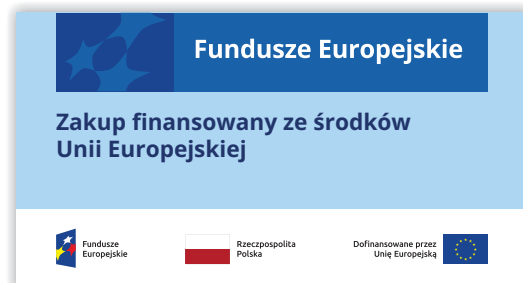 Fundusze Europejskie
Zakup finansowany ze środków
Unii Europejskiej
Fundusze
Europejskie
Rzeczpospolita
Polska
Dofinansowane przez
Unię Europejską